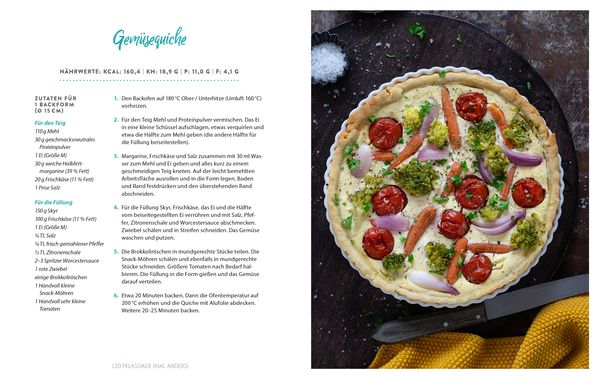 Gemüsequiche
NÄHRWERTE: KCAL: 160,4 | KH: 18,9 G | P: 11,0 G | F: 4,1 G
ZUTATEN FÜR
1 BACKFORM
(Ø 15 CM)
Für den Teig
110 g Mehl
30 g geschmacksneutrales
Proteinpulver
1 Ei (Größe M)
30 g weiche Halbfett-
margarine (39 % Fett)
20 g Frischkäse (11 % Fett)
1 Prise Salz
Für die Füllung
150 g Skyr
100 g Frischkäse (11 % Fett)
1 Ei (Größe M)
¼ TL Salz
¼ TL frisch gemahlener Pfeffer
½ TL Zitronenschale
2–3 Spritzer Worcestersauce
1 rote Zwiebel
einige Brokkoliröschen
1 Handvoll kleine
Snack-Möhren
1 Handvoll sehr kleine
Tomaten
1. Den Backofen auf 180 °C Ober-/ Unterhitze (Umluft 160 °C)
vorheizen.
2. Für den Teig Mehl und Proteinpulver vermischen. Das Ei
in eine kleine Schüssel aufschlagen, etwas verquirlen und
etwa die Hälfte zum Mehl geben (die andere Hälfte für
die Füllung beiseitestellen).
3. Margarine, Frischkäse und Salz zusammen mit 30 ml Was-
ser zum Mehl und Ei geben und alles kurz zu einem
geschmeidigen Teig kneten. Auf der leicht bemehlten
Arbeitsfläche ausrollen und in die Form legen. Boden
und Rand festdrücken und den überstehenden Rand
abschneiden.
4. Für die Füllung Skyr, Frischkäse, das Ei und die Hälfte
vom beiseitegestellten Ei verrühren und mit Salz, Pfef-
fer, Zitronenschale und Worcestersauce abschmecken.
Zwiebel schälen und in Streifen schneiden. Das Gemüse
waschen und putzen.
5. Die Brokkoliröschen in mundgerechte Stücke teilen. Die
Snack-Möhren schälen und ebenfalls in mundgerechte
Stücke schneiden. Größere Tomaten nach Bedarf hal-
bieren. Die Füllung in die Form gießen und das Gemüse
darauf verteilen.
6. Etwa 20 Minuten backen. Dann die Ofentemperatur auf
200 °C erhöhen und die Quiche mit Alufolie abdecken.
Weitere 20–25 Minuten backen.
120 KLASSIKER (MAL ANDERS)